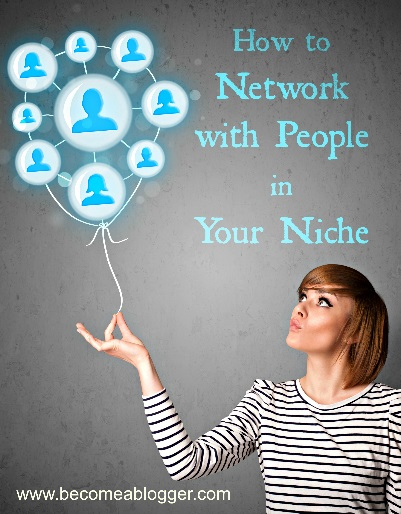 How to
Network
with People
in
Your Niche
www.becomeablogger.com